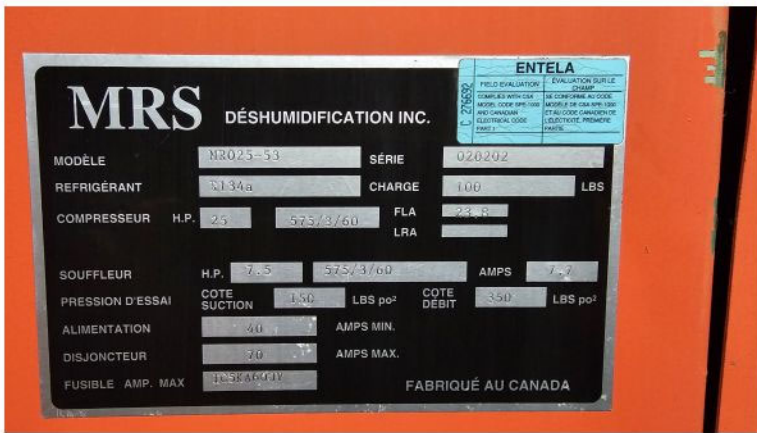 ENTELA
FIELD EVALUATION ÉVALUATION SUR LE CHAMP
COMPLIES WITH CSA MODEL CODE SPE-1000 AND CANADIAN ELECTRICAL CODE PART 1
SE CONFORME AU CODE MODÈLE DE CSA SPE-1000 ET AU CODE CANADIEN DE L'ÉLECTICITÉ, PREMIÈRE PARTIE
C 276692
MRS DÉSHUMIDIFICATION INC.
MODÈLE MR025-53 SÉRIE 020202
REFRIGÉRANT R134a CHARGE 100 LBS
COMPRESSEUR H.P. 25 575/3/60 FLA 23.8
LRA
SOUFFLEUR H.P. 7.5 575/3/60 AMPS 7.7
PRESSION D'ESSAI COTE SUCTION 150 LBS po² COTE DÉBIT 350 LBS po²
ALIMENTATION 40 AMPS MIN.
DISJONCTEUR 70 AMPS MAX.
FUSIBLE AMP. MAX
FABRIQUÉ AU CANADA